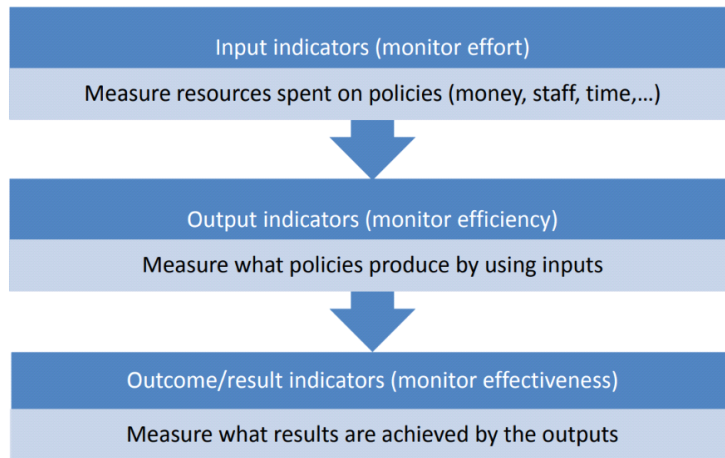 Input indicators (monitor effort)
Measure resources spent on policies (money, staff, time,...)
Output indicators (monitor efficiency)
Measure what policies produce by using inputs
Outcome/result indicators (monitor effectiveness)
Measure what results are achieved by the outputs